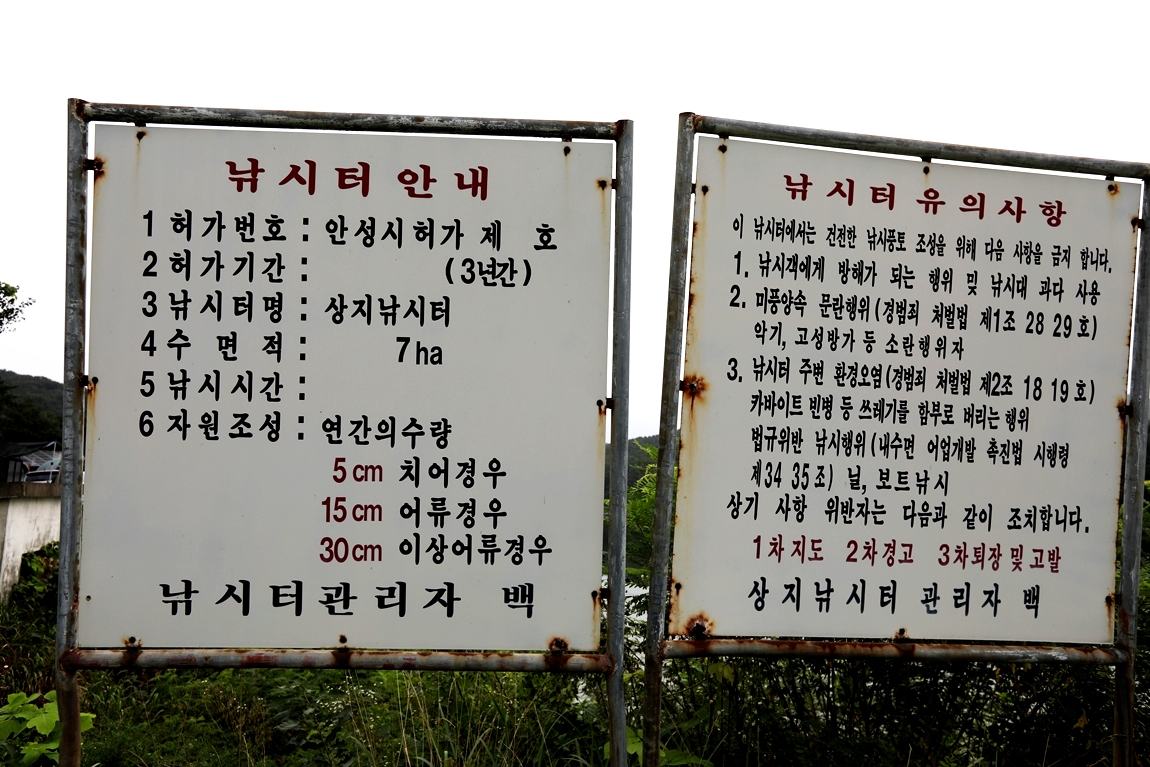 낚시터안내
1 허가번호 : 안성시허가 제 호
2 허가기간 : (3년간)
3 낚시터명 : 상지낚시터
4 수 면 적 : 7ha
5 낚시시간 :
6 자원조성 : 연간의수량
5cm 치어경우
15cm 어류경우
30cm 이상어류경우
낚시터관리자 백
낚시터유의사항
이 낚시터에서는 건전한 낚시풍토 조성을 위해 다음 사항을 금지 합니다.
1. 낚시객에게 방해가 되는 행위 및 낚시대 과다 사용
2. 미풍양속 문란행위(경범죄 처벌법 제1조 28 29호)
악기, 고성방가 등 소란행위자
3. 낚시터 주변 환경오염(경범죄 처벌법 제2조 18 19호)
카바이트 빈병 등 쓰레기를 함부로 버리는 행위
법규위반 낚시행위(내수면 어업개발 촉진법 시행령
제34 35조) 닐, 보트낚시
상기 사항 위반자는 다음과 같이 조치합니다.
1차지도 2차경고 3차퇴장및고발
상지낚시터 관리자 백